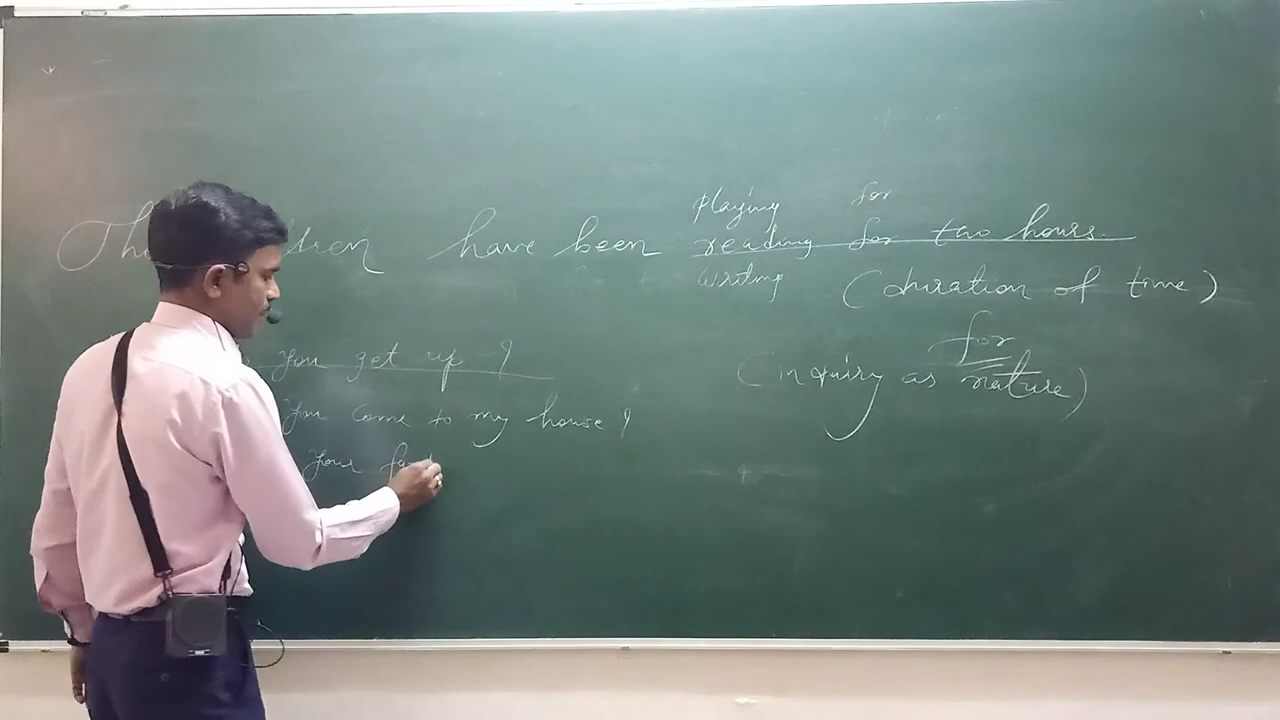 playing for
have been reading for two hours.
writing (duration of time)
for
you get up ?
(inquiry as nature)
you come to my house ?
your